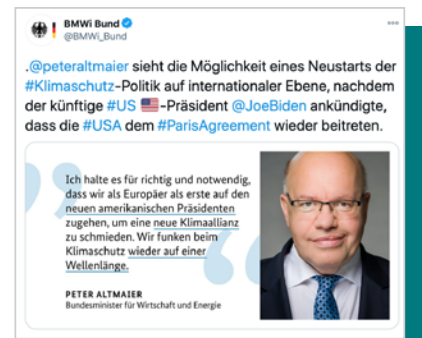 BMWi Bund
@BMWi_Bund
.@peteraltmaier sieht die Möglichkeit eines Neustarts der
#Klimaschutz-Politik auf internationaler Ebene, nachdem
der künftige #US 🇺🇸-Präsident @JoeBiden ankündigte,
dass die #USA dem #ParisAgreement wieder beitreten.
Ich halte es für richtig und notwendig,
dass wir als Europäer als erste auf den
neuen amerikanischen Präsidenten
zugehen, um eine neue Klimaallianz
zu schmieden. Wir funken beim
Klimaschutz wieder auf einer
Wellenlänge.
PETER ALTMAIER
Bundesminister für Wirtschaft und Energie